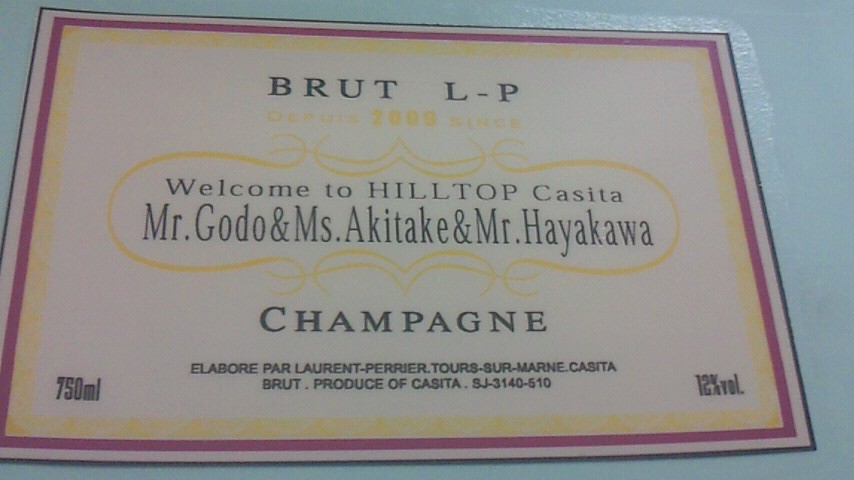 BRUT L-P
DEPUIS 2009 SINCE
Welcome to HILLTOP Casita
Mr.Godo&Ms.Akitake&Mr.Hayakawa
CHAMPAGNE
ELABORE PAR LAURENT-PERRIER.TOURS-SUR-MARNE.CASITA
BRUT . PRODUCE OF CASITA . SJ-3140-610
750ml
12%vol.